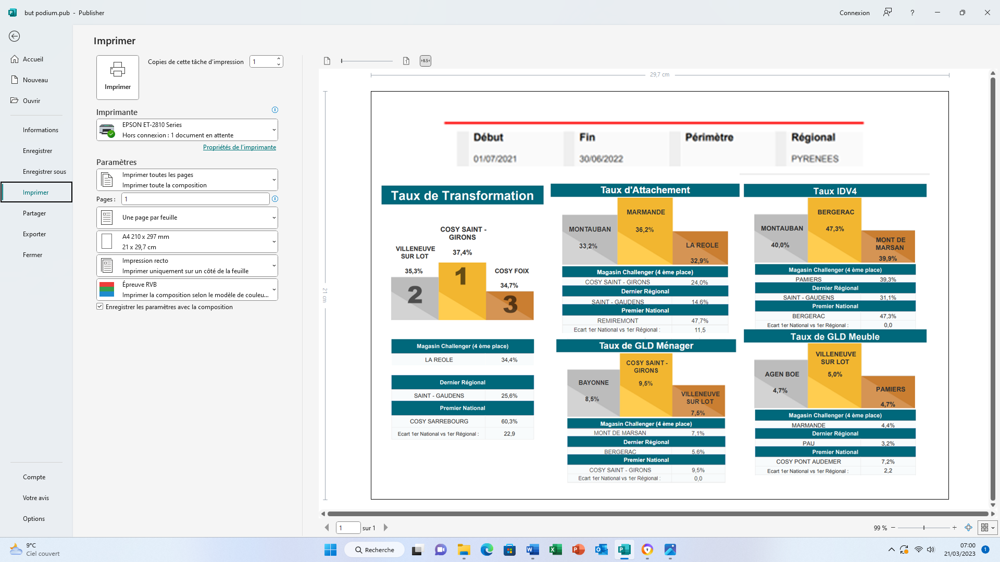 but podium.pub - Publisher
Connexion
?
Imprimer
Accueil
Nouveau
Ouvrir
Informations
Enregistrer
Enregistrer sous
Imprimer
Partager
Exporter
Fermer
Compte
Votre avis
Options
Imprimer
Copies de cette tâche d'impression 1
Imprimante
EPSON ET-2810 Series
Hors connexion : 1 document en attente
Propriétés de l'imprimante
Paramètres
Imprimer toutes les pages
Imprimer toute la composition
Pages : 1
Une page par feuille
A4 210 x 297 mm
21 x 29,7 cm
Impression recto
Imprimer uniquement sur un côté de la feuille
Épreuve RVB
Imprimer la composition selon le modèle de couleu...
Enregistrer les paramètres avec la composition
29,7 cm
21 cm
Début Fin Périmètre Régional
01/07/2021 30/06/2022 PYRENEES
Taux de Transformation
COSY SAINT -
GIRONS
37,4%
VILLENEUVE
SUR LOT
35,3%
COSY FOIX
34,7%
1
2
3
Magasin Challenger (4 ème place)
LA REOLE 34,4%
Dernier Régional
SAINT - GAUDENS 25,6%
Premier National
COSY SARREBOURG 60,3%
Ecart 1er National vs 1er Régional : 22,9
Taux d'Attachement
MARMANDE
36,2%
MONTAUBAN
33,2%
LA REOLE
32,9%
Magasin Challenger (4 ème place)
COSY SAINT - GIRONS 24,0%
Dernier Régional
SAINT - GAUDENS 14,6%
Premier National
REMIREMONT 47,7%
Ecart 1er National vs 1er Régional : 11,5
Taux IDV4
BERGERAC
47,3%
MONTAUBAN
40,0%
MONT DE
MARSAN
39,9%
Magasin Challenger (4 ème place)
PAMIERS 39,3%
Dernier Régional
SAINT - GAUDENS 31,1%
Premier National
BERGERAC 47,3%
Ecart 1er National vs 1er Régional : 0,0
Taux de GLD Ménager
COSY SAINT -
GIRONS
9,5%
BAYONNE
8,5%
VILLENEUVE
SUR LOT
7,5%
Magasin Challenger (4 ème place)
MONT DE MARSAN 7,1%
Dernier Régional
BERGERAC 5,6%
Premier National
COSY SAINT - GIRONS 9,5%
Ecart 1er National vs 1er Régional : 0,0
Taux de GLD Meuble
VILLENEUVE
SUR LOT
5,0%
AGEN BOE
4,7%
PAMIERS
4,7%
Magasin Challenger (4 ème place)
MARMANDE 4,4%
Dernier Régional
PAU 3,2%
Premier National
COSY PONT AUDEMER 7,2%
Ecart 1er National vs 1er Régional : 2,2
1 sur 1
99 %
9°C
Ciel couvert
Recherche
07:00
21/03/2023
1